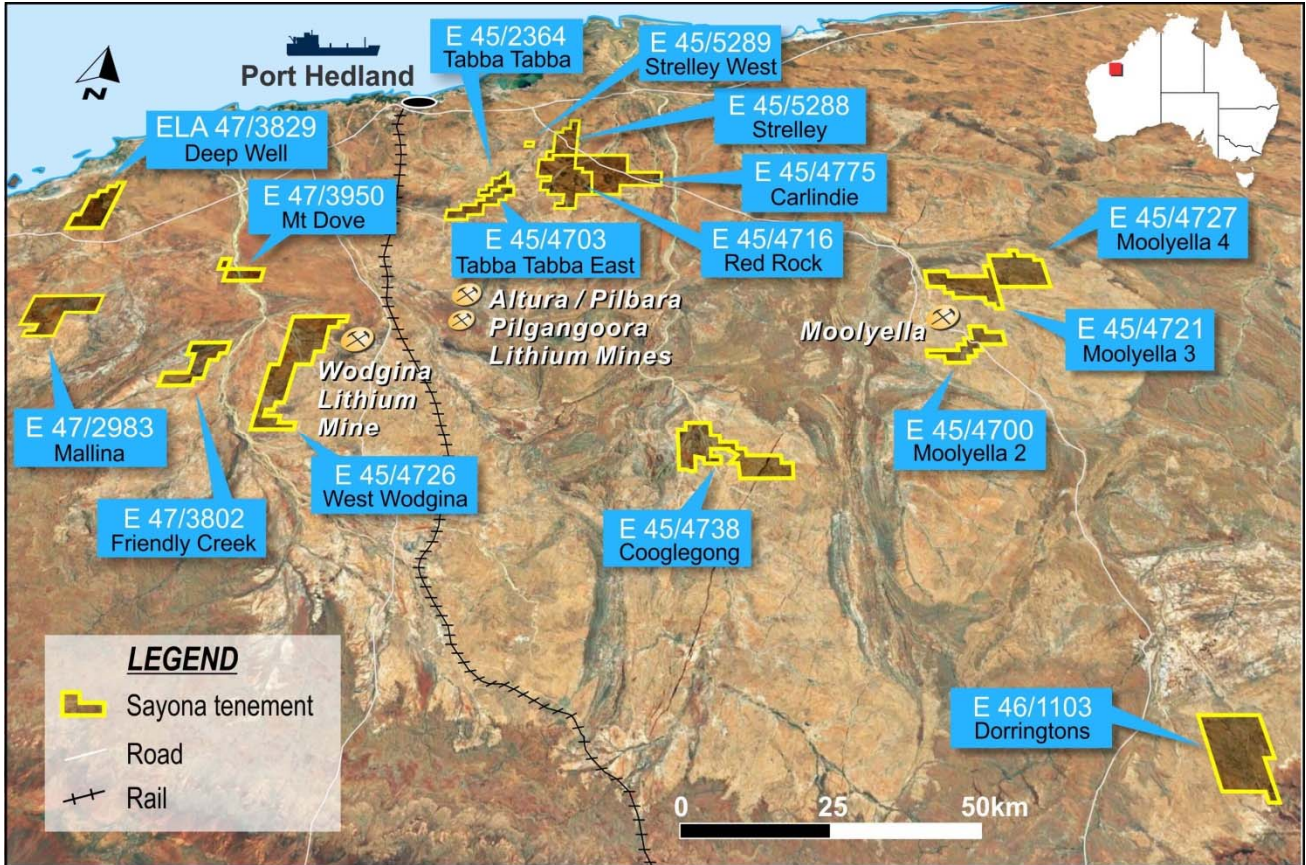 E 45/2364
Tabba Tabba
E 45/5289
Strelley West
Port Hedland
N
E 45/5288
Strelley
ELA 47/3829
Deep Well
E 45/4775
Carlindie
E 47/3950
Mt Dove
E 45/4727
Moolyella 4
E 45/4703
Tabba Tabba East
E 45/4716
Red Rock
Altura / Pilbara
Pilgangoora
Lithium Mines
Moolyella
E 45/4721
Moolyella 3
Wodgina
Lithium
Mine
E 47/2983
Mallina
E 45/4700
Moolyella 2
E 45/4726
West Wodgina
E 47/3802
Friendly Creek
E 45/4738
Cooglegong
LEGEND
Sayona tenement
Road
Rail
E 46/1103
Dorringtons
0 25 50km